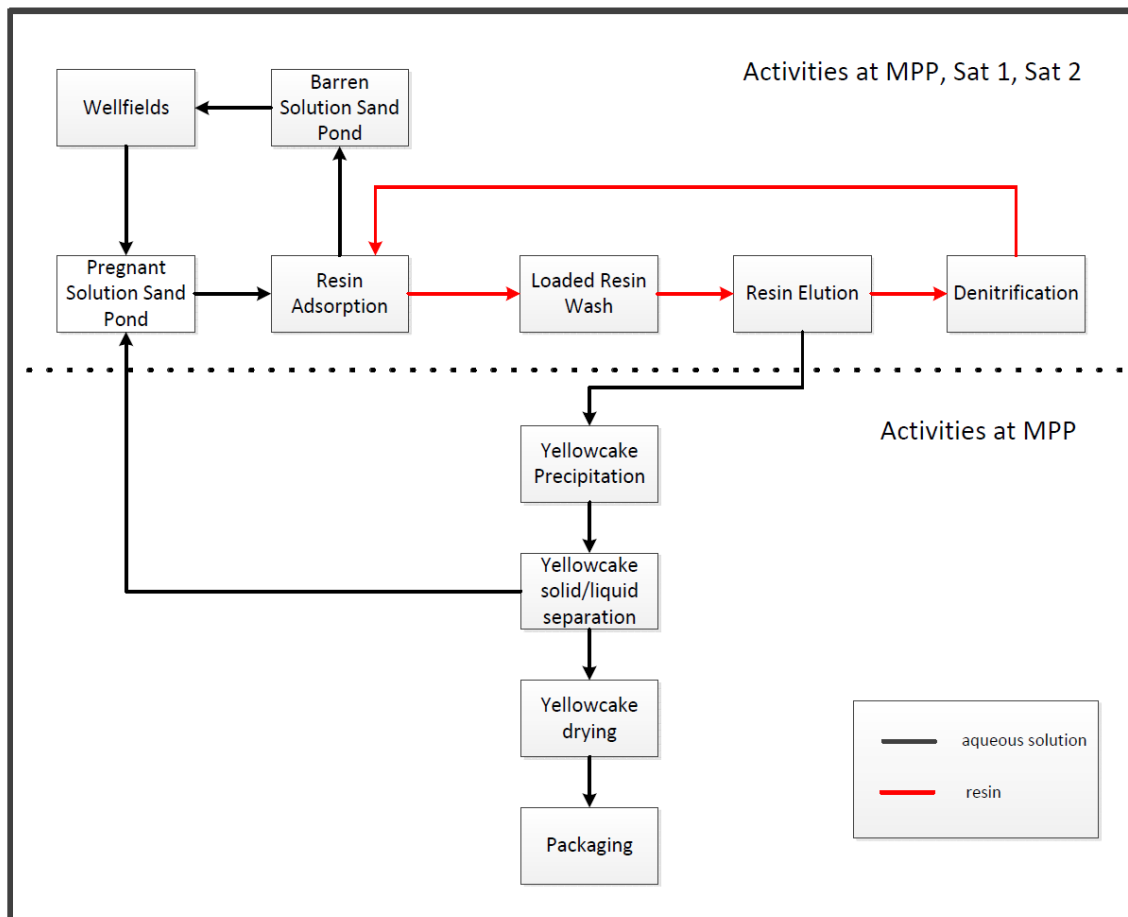 Activities at MPP, Sat 1, Sat 2
Wellfields
Barren
Solution Sand
Pond
Pregnant
Solution Sand
Pond
Resin
Adsorption
Loaded Resin
Wash
Resin Elution
Denitrification
Activities at MPP
Yellowcake
Precipitation
Yellowcake
solid/liquid
separation
Yellowcake
drying
Packaging
aqueous solution
resin